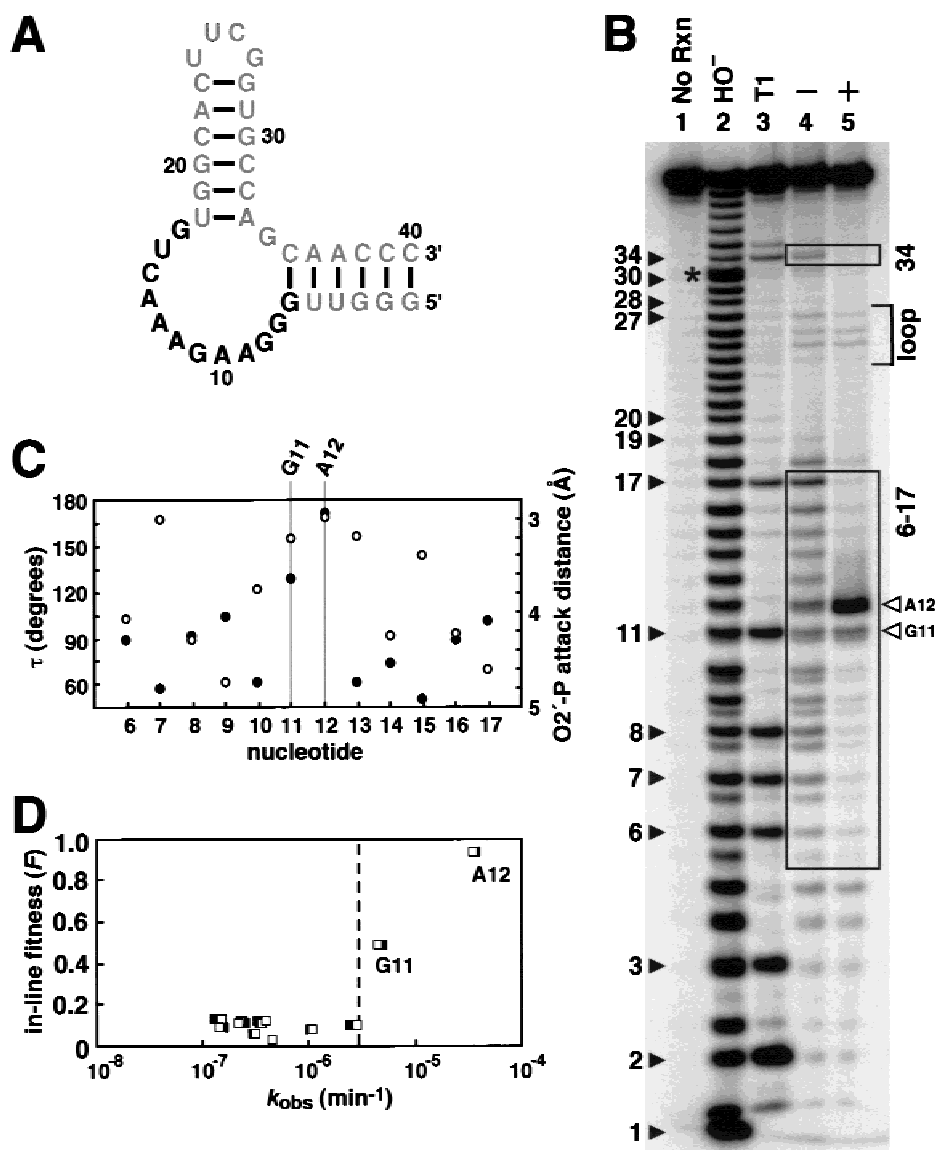 A
U C
U G
C G
A U
C G 30
20 G C
G C
U A
G G 40
U C A A C C C 3'
C G U U G G G 5'
A G
A G
A A
A G A
10
B
1 No Rxn
2 HO⁻
3 T1
4 −
5 +
34
30 *
28
27
20
19
17
11
8
7
6
3
2
1
34
loop
6-17
A12
G11
C
G11 A12
180
150
120
90
60
τ (degrees)
3
4
5
O2′-P attack distance (Å)
6 7 8 9 10 11 12 13 14 15 16 17
nucleotide
D
1.0
0.8
0.6
0.4
0.2
0
in-line fitness (F)
A12
G11
10⁻⁸ 10⁻⁷ 10⁻⁶ 10⁻⁵ 10⁻⁴
kobs (min⁻¹)